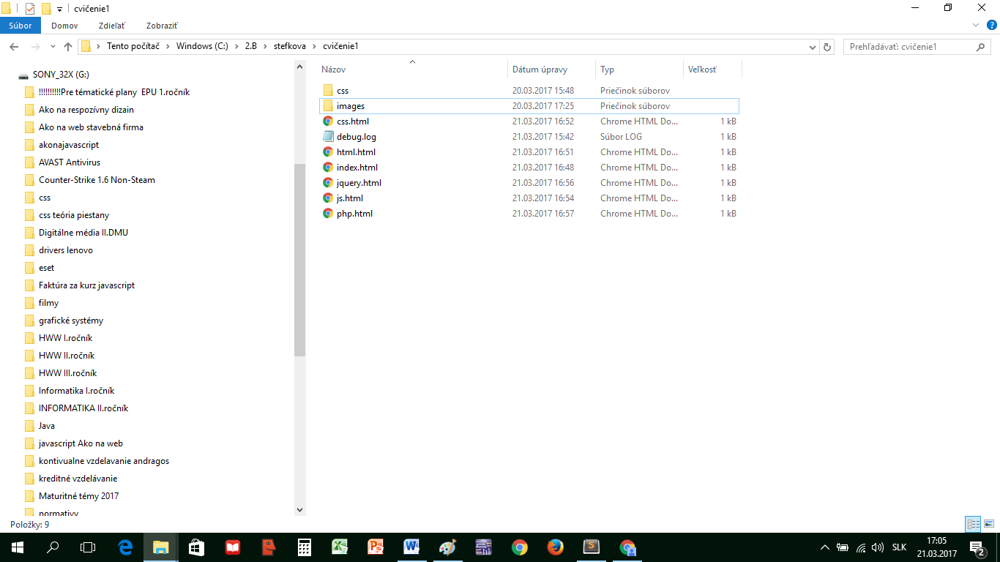 cvičenie1
Súbor Domov Zdieľať Zobraziť
Tento počítač Windows (C:) 2.B stefkova cvičenie1 Prehľadávať: cvičenie1
SONY_32X (G:)
!!!!!!!!!!Pre tématické plany EPU 1.ročník
Ako na respozívny dizain
Ako na web stavebná firma
akonajavascript
AVAST Antivirus
Counter-Strike 1.6 Non-Steam
css
css teória piestany
Digitálne média II.DMU
drivers lenovo
eset
Faktúra za kurz javascript
filmy
grafické systémy
HWW I.ročník
HWW II.ročník
HWW III.ročník
Informatika I.ročník
INFORMATIKA II.ročník
Java
javascript Ako na web
kontivualne vzdelavanie andragos
kreditné vzdelávanie
Maturitné témy 2017
normativy
Názov Dátum úpravy Typ Veľkosť
css 20.03.2017 15:48 Priečinok súborov
images 20.03.2017 17:25 Priečinok súborov
css.html 21.03.2017 16:52 Chrome HTML Do... 1 kB
debug.log 21.03.2017 15:42 Súbor LOG 1 kB
html.html 21.03.2017 16:51 Chrome HTML Do... 1 kB
index.html 21.03.2017 16:48 Chrome HTML Do... 1 kB
jquery.html 21.03.2017 16:56 Chrome HTML Do... 1 kB
js.html 21.03.2017 16:54 Chrome HTML Do... 1 kB
php.html 21.03.2017 16:57 Chrome HTML Do... 1 kB
Položky: 9
SLK 17:05
21.03.2017 2